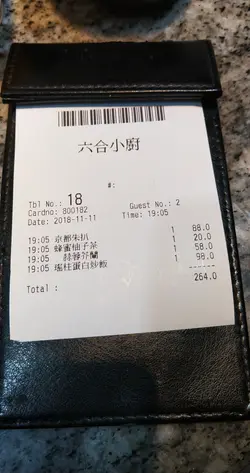 六合小廚
#:
Tbl No.: 18 Guest No.: 2
Cardno: 800182 Time: 19:05
Date: 2018-11-11
19:05 京都朱扒 1 88.0
19:05 蜂蜜柚子茶 1 20.0
19:05 蒜蓉芥蘭 1 58.0
19:05 瑤柱蛋白炒飯 1 98.0
------
Total : 264.0